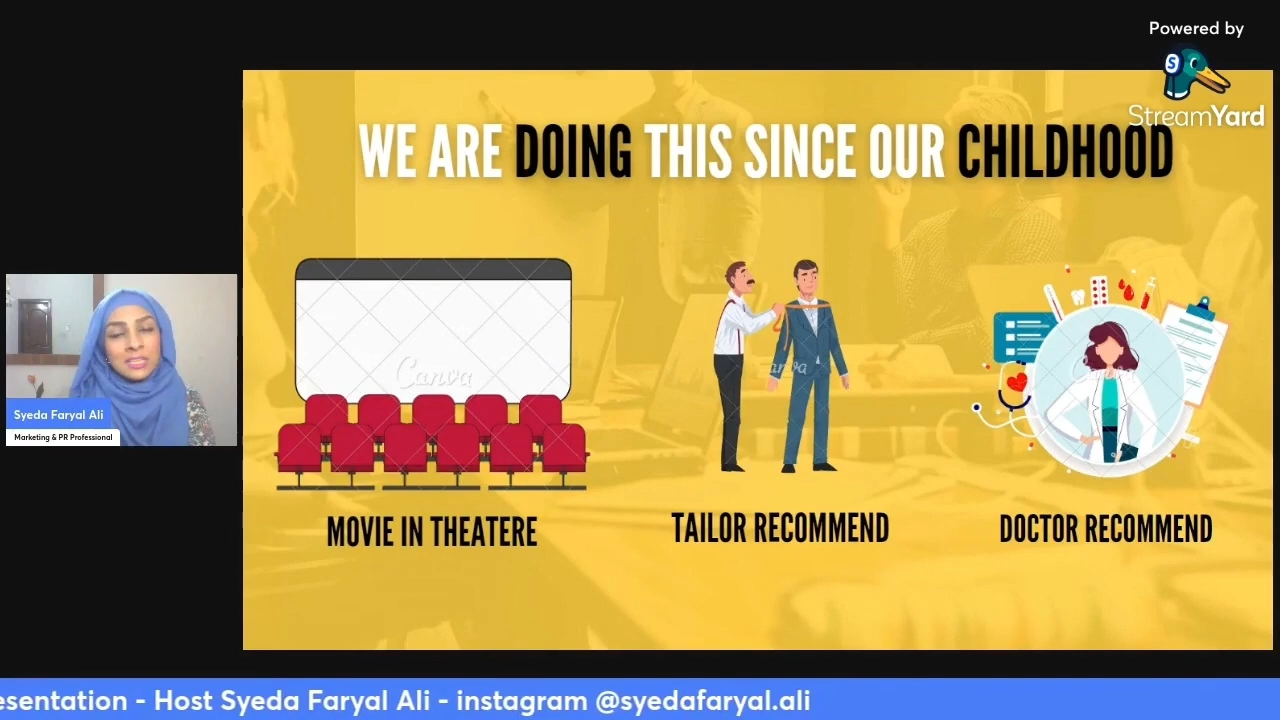 Powered by
StreamYard
WE ARE DOING THIS SINCE OUR CHILDHOOD
Canva
MOVIE IN THEATERE
TAILOR RECOMMEND
DOCTOR RECOMMEND
Syeda Faryal Ali
Marketing & PR Professional
esentation - Host Syeda Faryal Ali - instagram @syedafaryal.ali